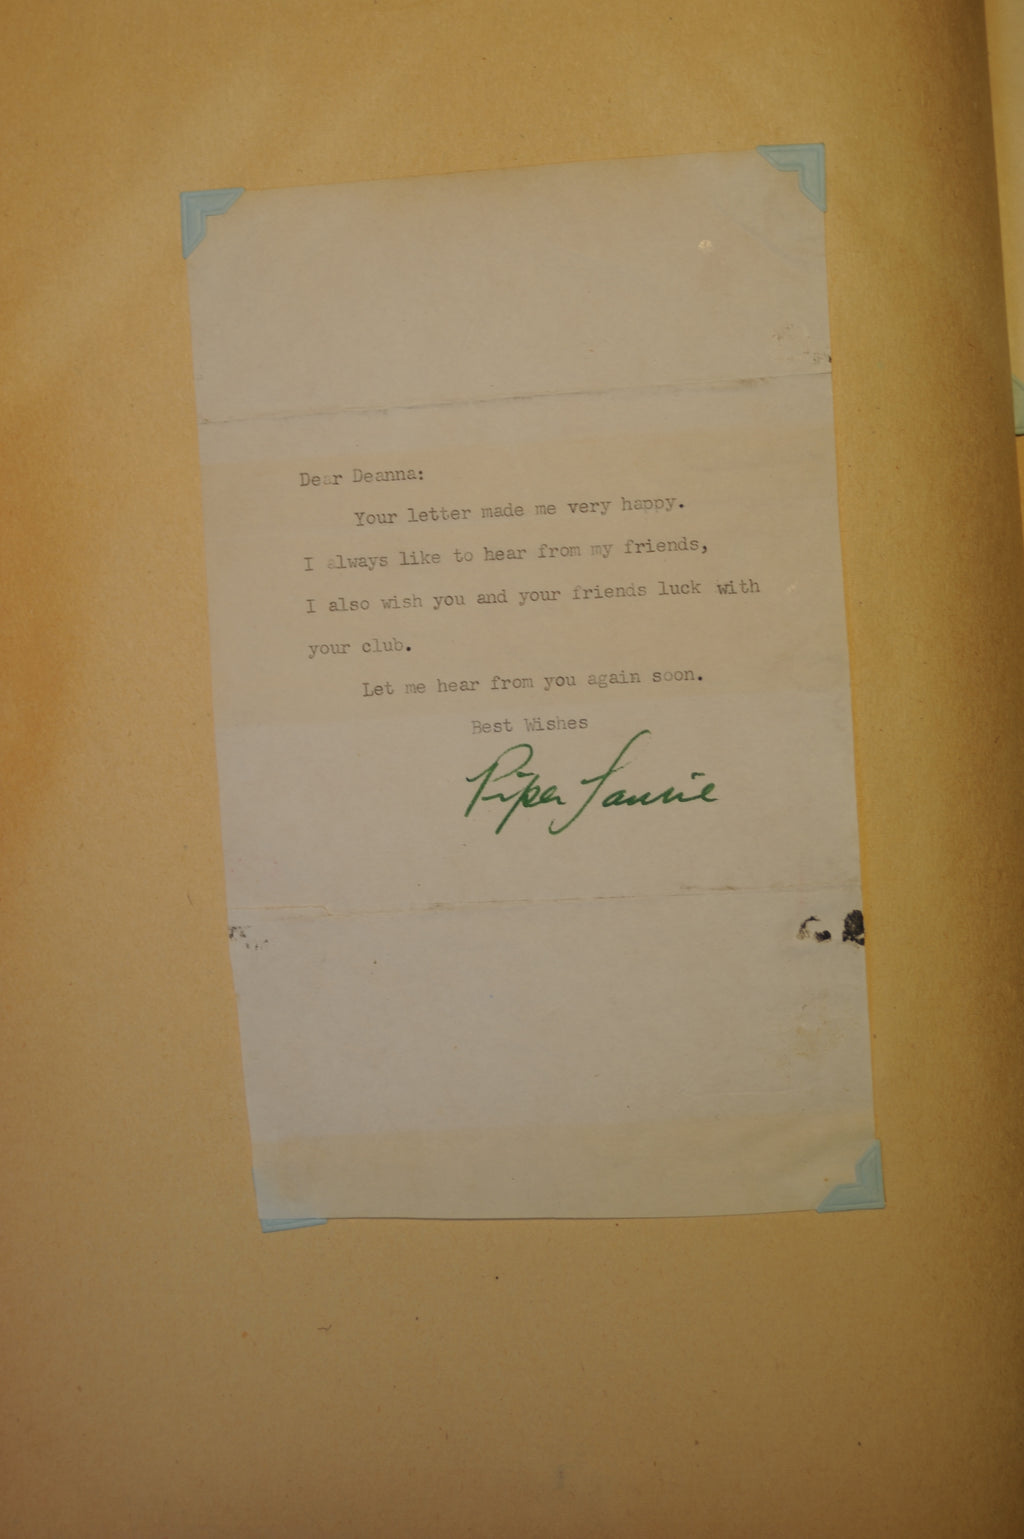 Dear Deanna:
Your letter made me very happy.
I always like to hear from my friends,
I also wish you and your friends luck with
your club.
Let me hear from you again soon.
Best Wishes
Piper Laurie